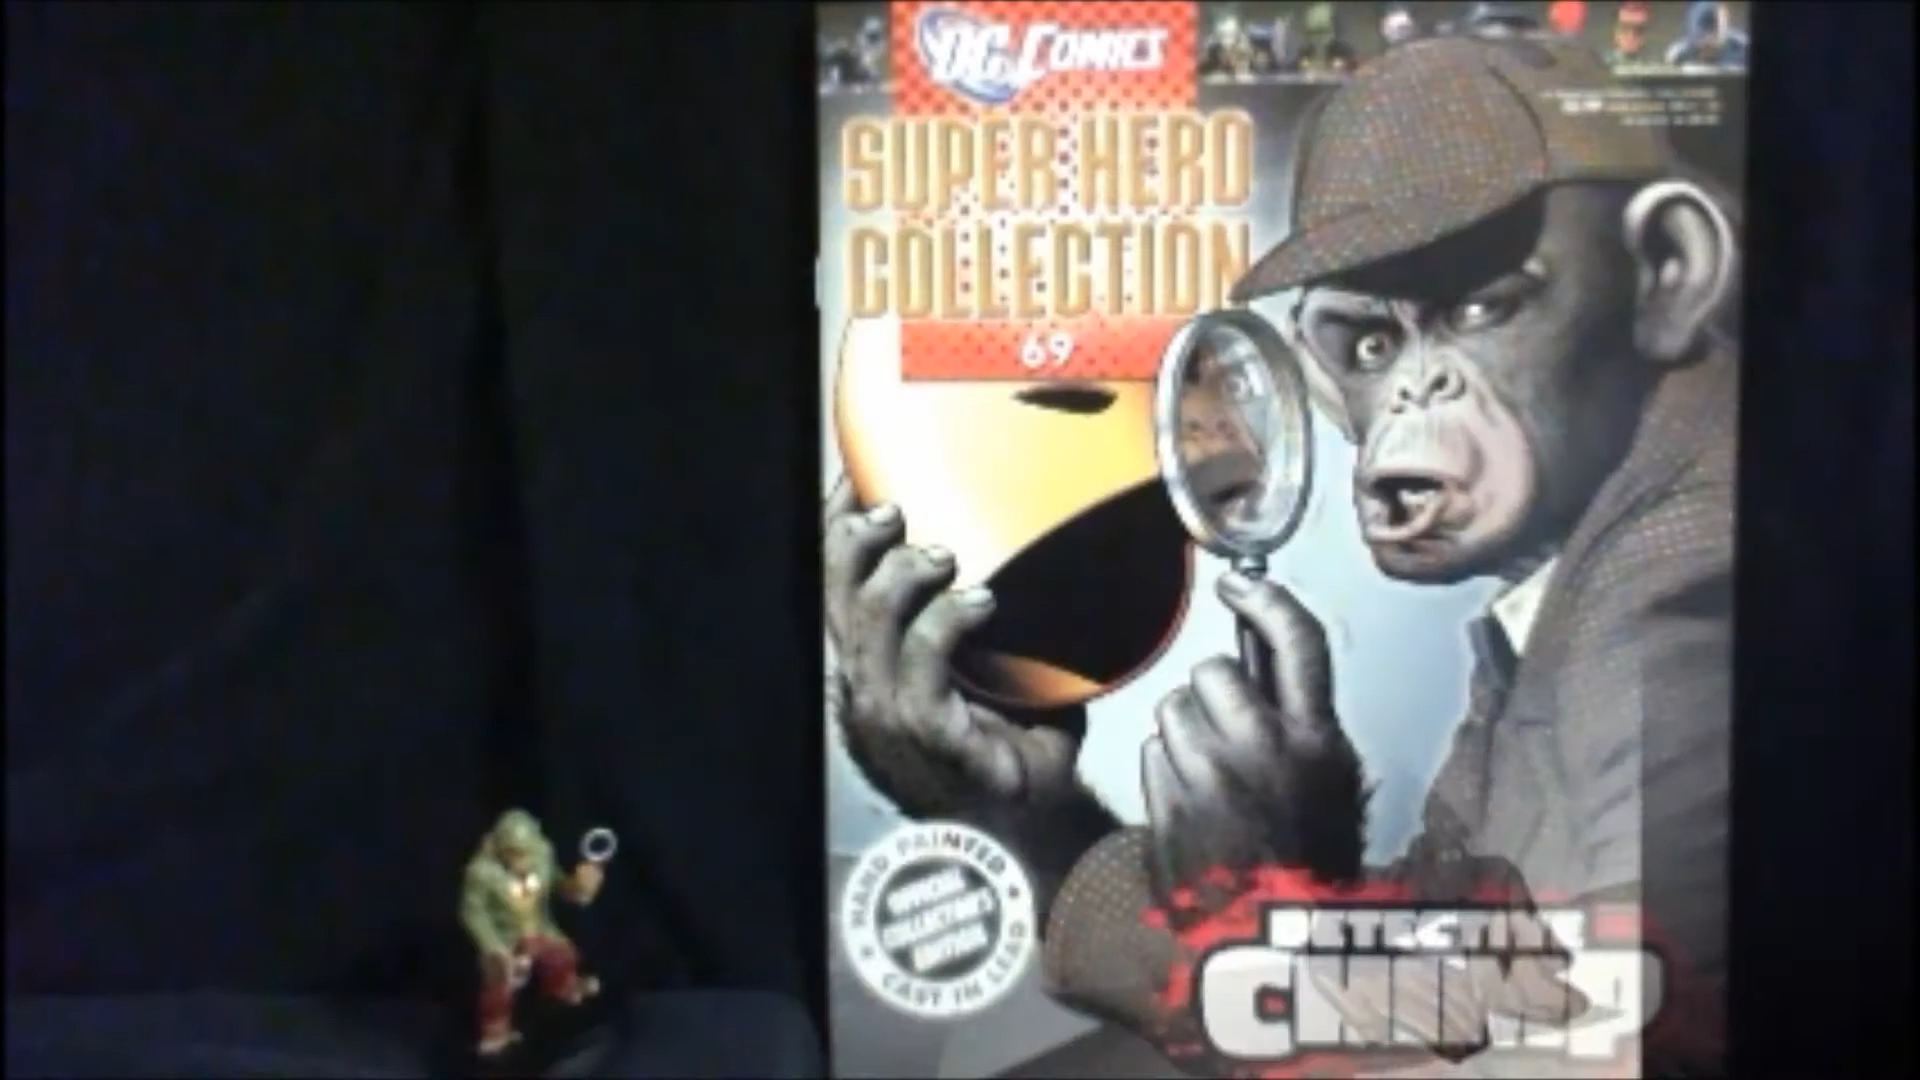 DC COMICS
SUPER HERO
COLLECTION
69
HAND PAINTED
OFFICIAL
COLLECTOR'S
EDITION
CAST IN LEAD
DETECTIVE
CHIMP